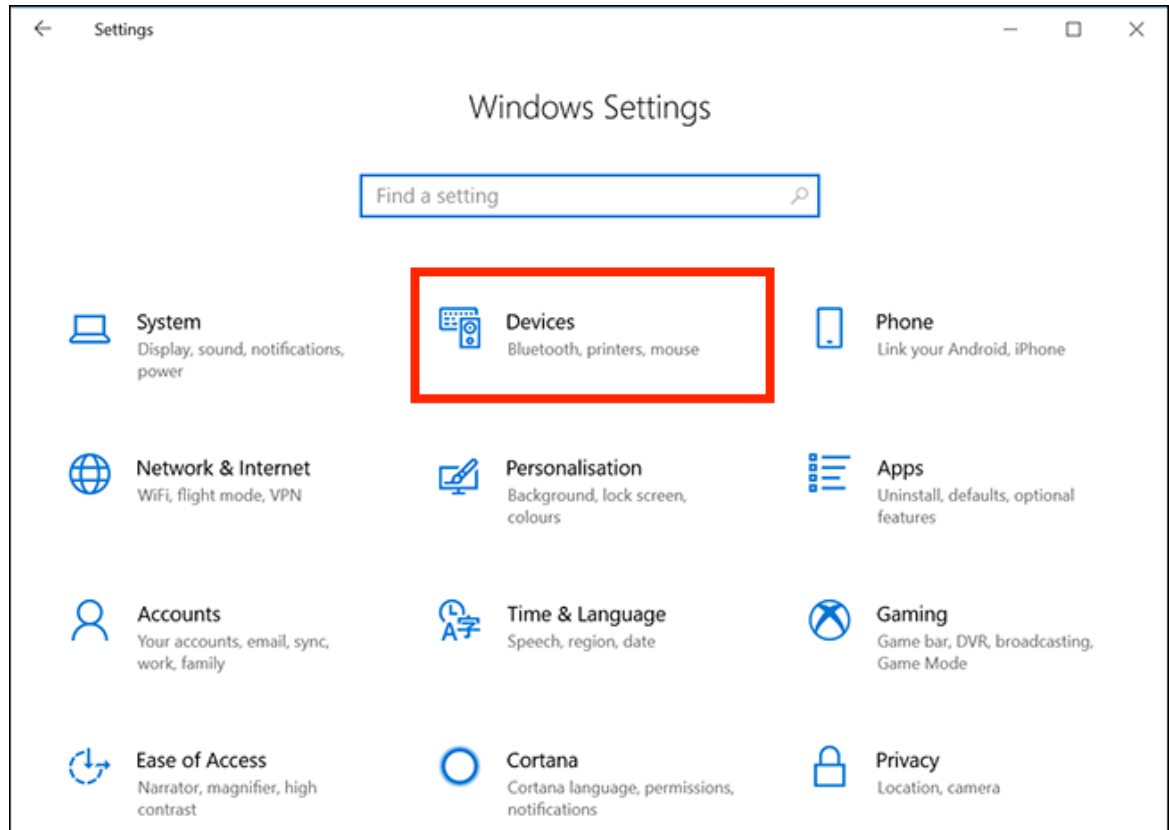 Settings
Windows Settings
Find a setting
System
Display, sound, notifications,
power
Devices
Bluetooth, printers, mouse
Phone
Link your Android, iPhone
Network & Internet
WiFi, flight mode, VPN
Personalisation
Background, lock screen,
colours
Apps
Uninstall, defaults, optional
features
Accounts
Your accounts, email, sync,
work, family
Time & Language
Speech, region, date
Gaming
Game bar, DVR, broadcasting,
Game Mode
Ease of Access
Narrator, magnifier, high
contrast
Cortana
Cortana language, permissions,
notifications
Privacy
Location, camera